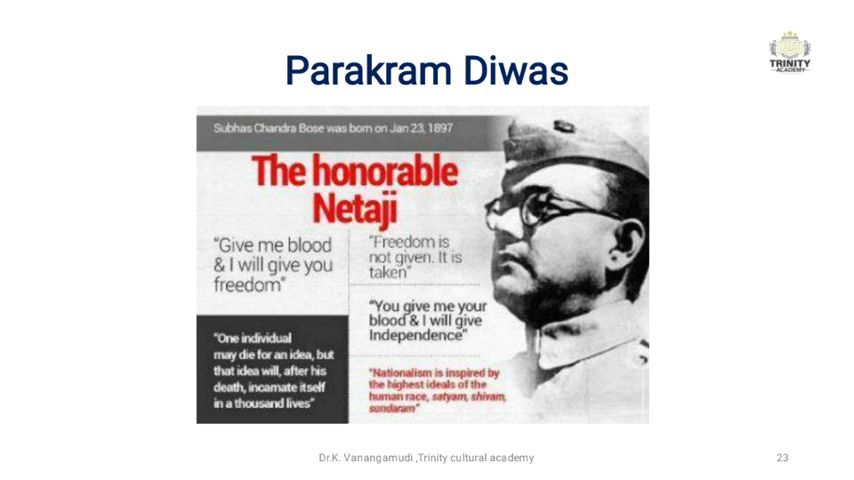 Parakram Diwas
TRINITY
ACADEMY
Subhas Chandra Bose was born on Jan 23, 1897
The honorable
Netaji
"Give me blood
& I will give you
freedom"
"Freedom is
not given. It is
taken"
"You give me your
blood & I will give
Independence"
"One individual
may die for an idea, but
that idea will, after his
death, incarnate itself
in a thousand lives"
"Nationalism is inspired by
the highest ideals of the
human race, satyam, shivam,
sundaram"
Dr.K. Vanangamudi ,Trinity cultural academy
23